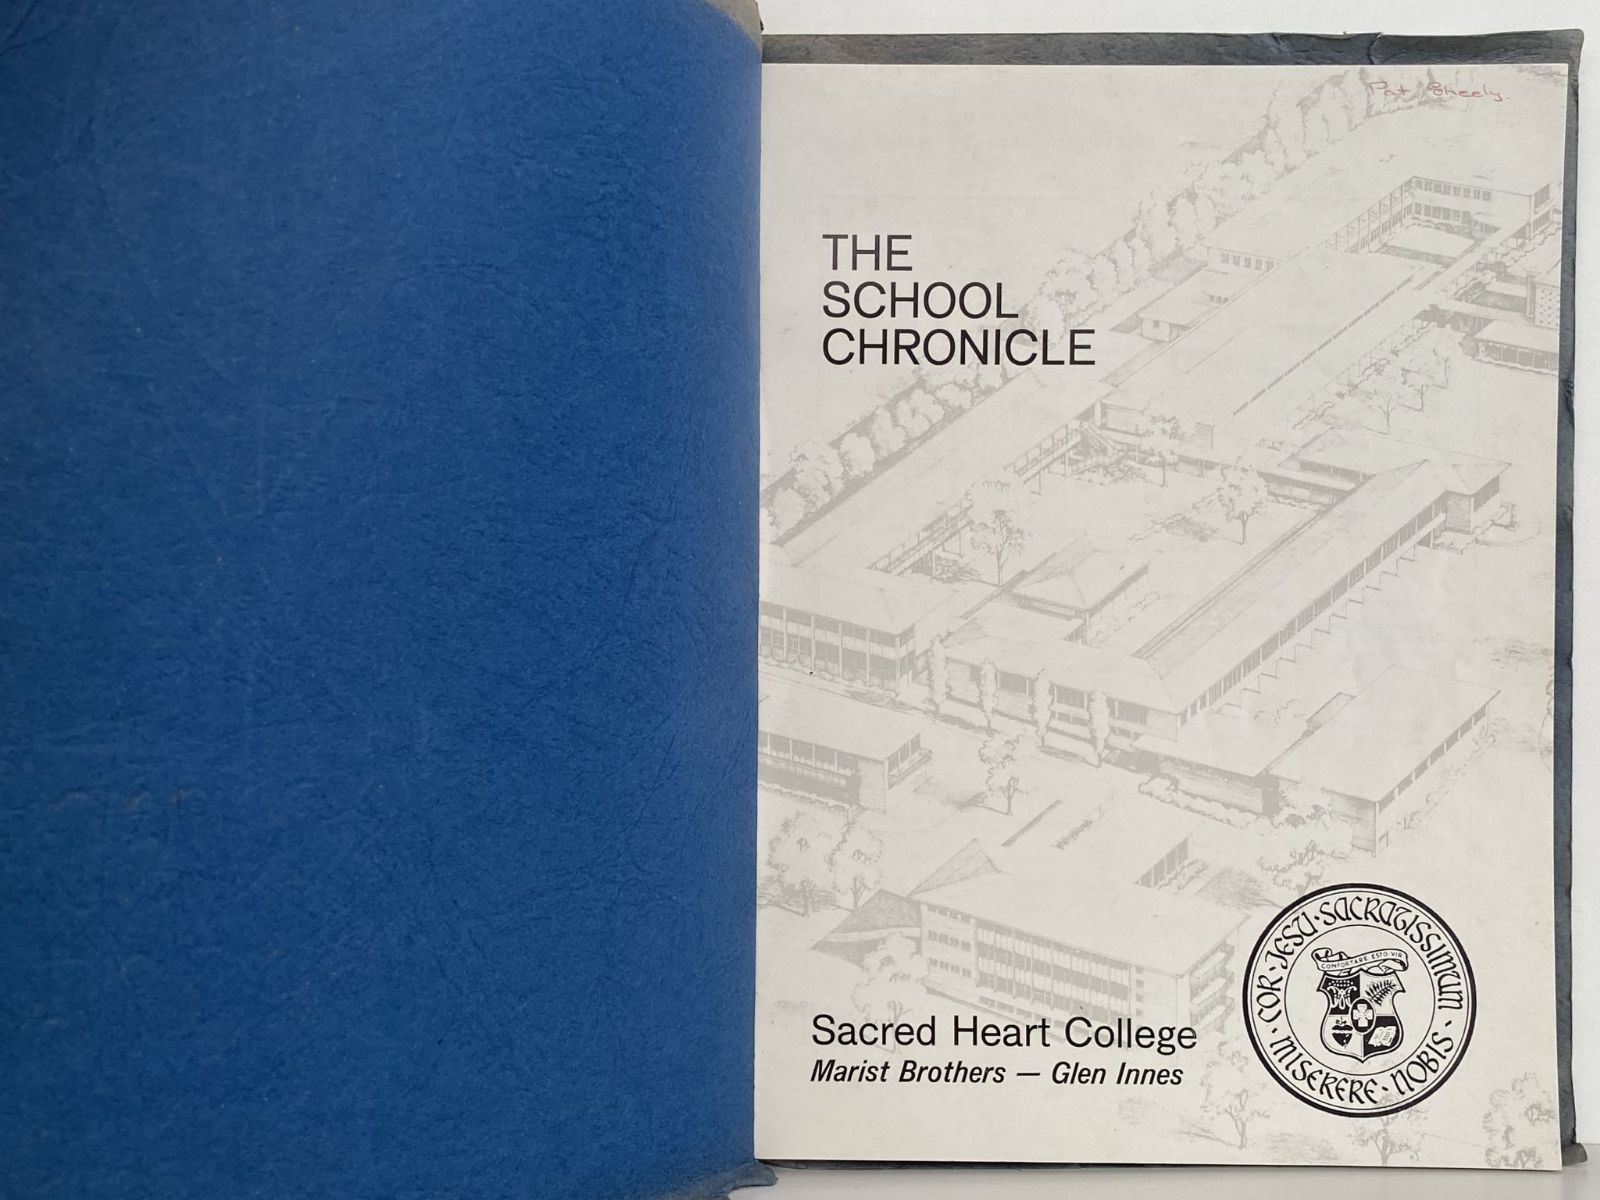 Pat Sheely.
THE
SCHOOL
CHRONICLE
Sacred Heart College
Marist Brothers — Glen Innes
COR · JESU · SACRATISSIMUM · MISERERE · NOBIS ·
CONFORTARE ESTO VIR